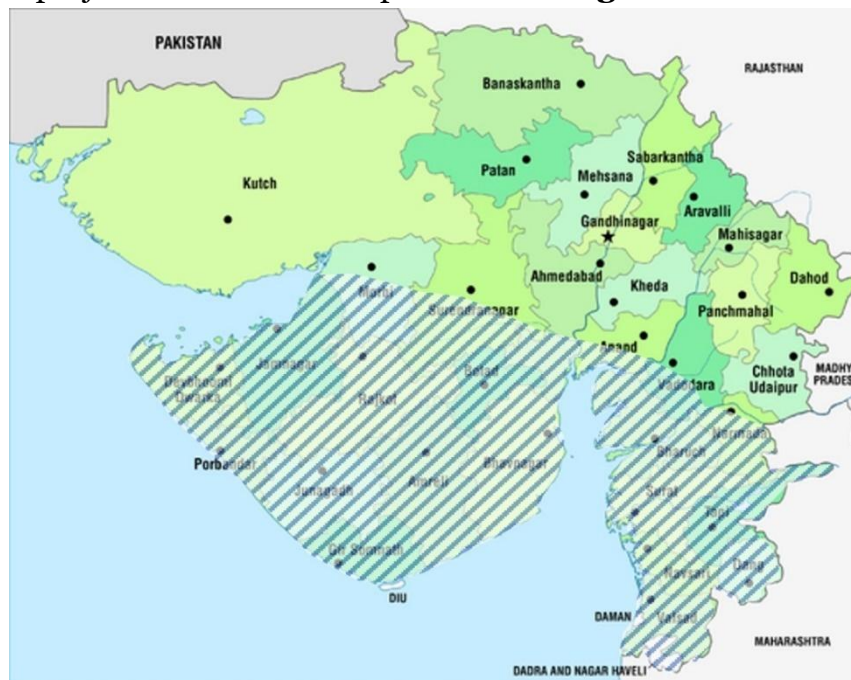 PAKISTAN
RAJASTHAN
Banaskantha
Sabarkantha
Patan
Mehsana
Kutch
Aravalli
Gandhinagar
Mahisagar
Ahmedabad
Kheda
Dahod
Morbi
Panchmahal
Surendranagar
Anand
MADHY
PRADES
Chhota
Udaipur
Jamnagar
Vadodara
Botad
Devbhoomi
Dwarka
Rajkot
Narmada
Bharuch
Porbandar
Bhavnagar
Amreli
Junagadh
Surat
Tapi
Gir Somnath
Dang
Navsari
DIU
DAMAN
Valsad
MAHARASHTRA
DADRA AND NAGAR HAVELI